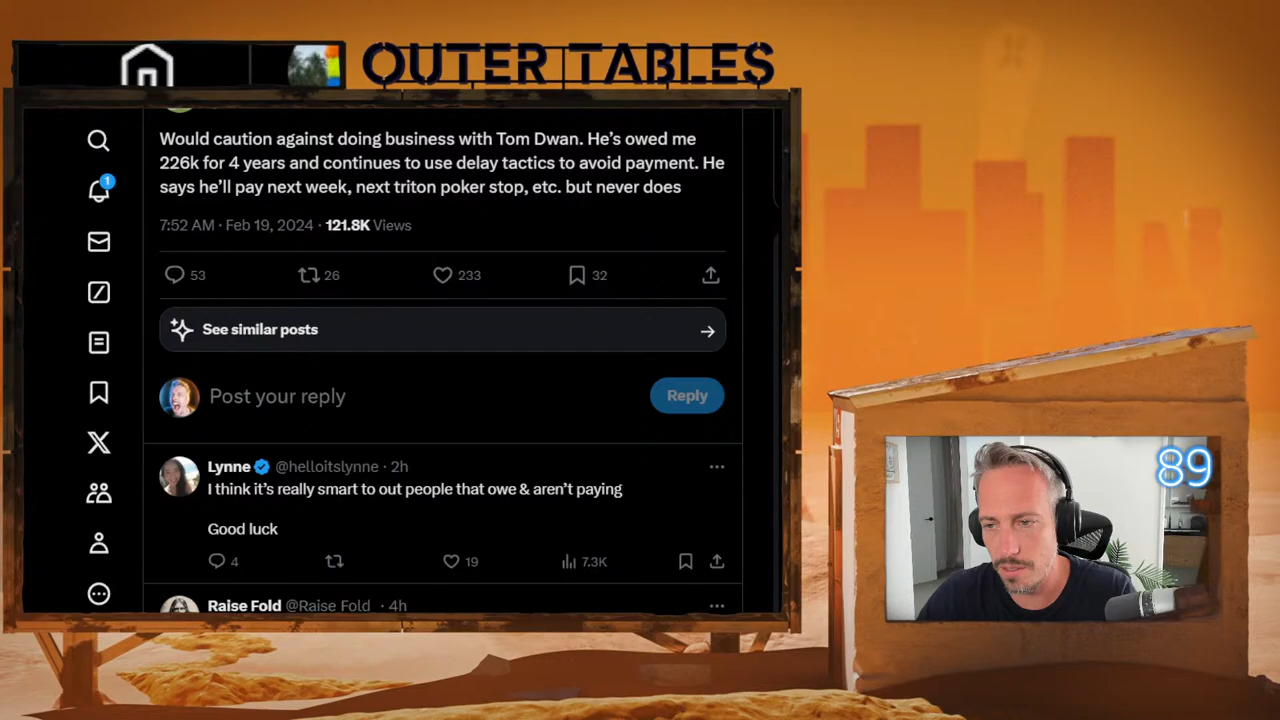 OUTER TABLES
Would caution against doing business with Tom Dwan. He's owed me
226k for 4 years and continues to use delay tactics to avoid payment. He
says he'll pay next week, next triton poker stop, etc. but never does
7:52 AM · Feb 19, 2024 · 121.8K Views
53 26 233 32
See similar posts
Post your reply Reply
Lynne @helloitslynne · 2h
I think it's really smart to out people that owe & aren't paying
Good luck
4 19 7.3K
Raise Fold @Raise Fold · 4h
1
89